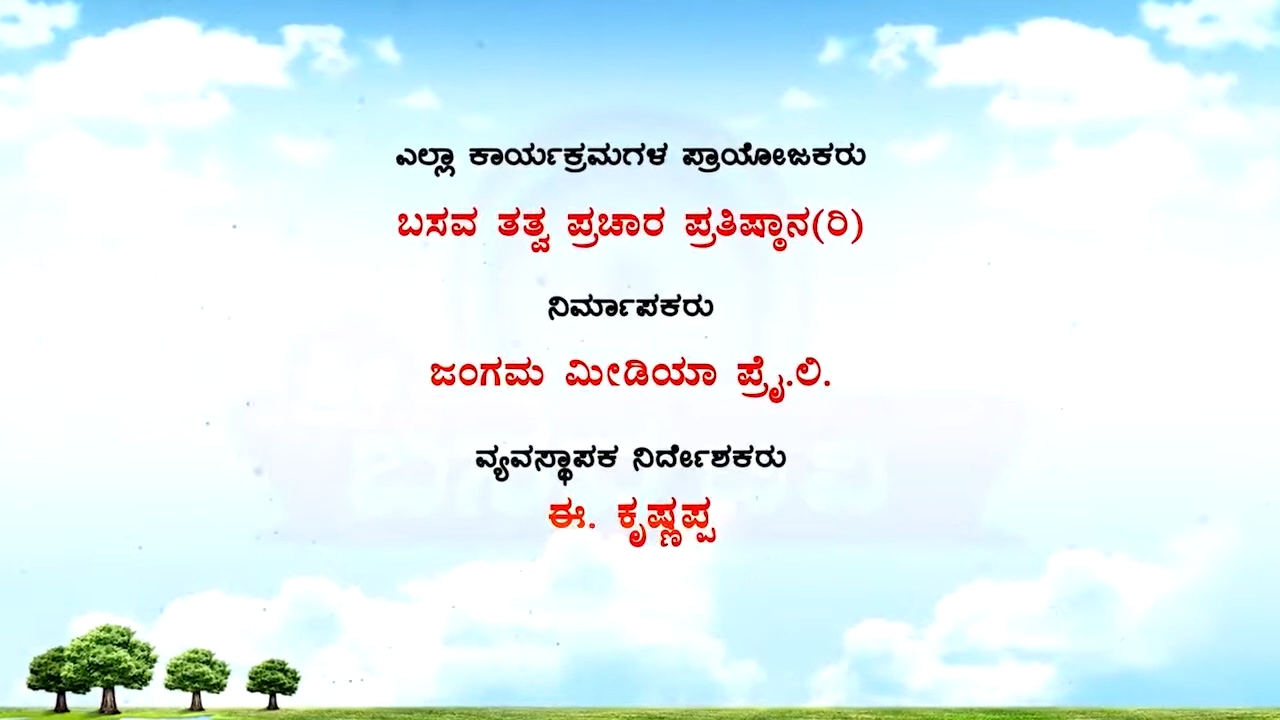 ಎಲ್ಲಾ ಕಾರ್ಯಕ್ರಮಗಳ ಪ್ರಾಯೋಜಕರು
ಬಸವ ತತ್ವ ಪ್ರಚಾರ ಪ್ರತಿಷ್ಠಾನ(ರಿ)
ನಿರ್ಮಾಪಕರು
ಜಂಗಮ ಮೀಡಿಯಾ ಪ್ರೈ.ಲಿ.
ವ್ಯವಸ್ಥಾಪಕ ನಿರ್ದೇಶಕರು
ಈ. ಕೃಷ್ಣಪ್ಪ